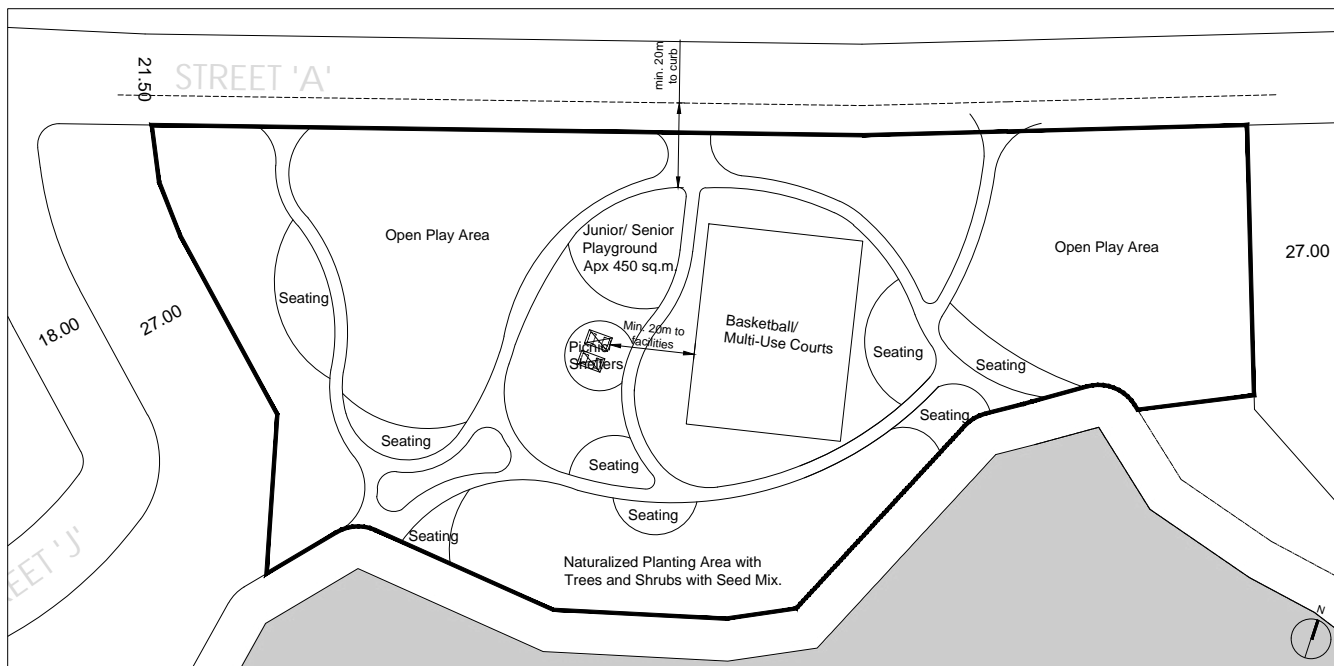 21.50
STREET 'A'
min. 20m
to curb
Open Play Area
Junior/ Senior
Playground
Apx 450 sq.m.
Open Play Area
27.00
Seating
27.00
18.00
Min. 20m to
facilities
Picnic
Shelters
Basketball/
Multi-Use Courts
Seating
Seating
Seating
Seating
Seating
Seating
Seating
Naturalized Planting Area with
Trees and Shrubs with Seed Mix.
REET 'J'
N